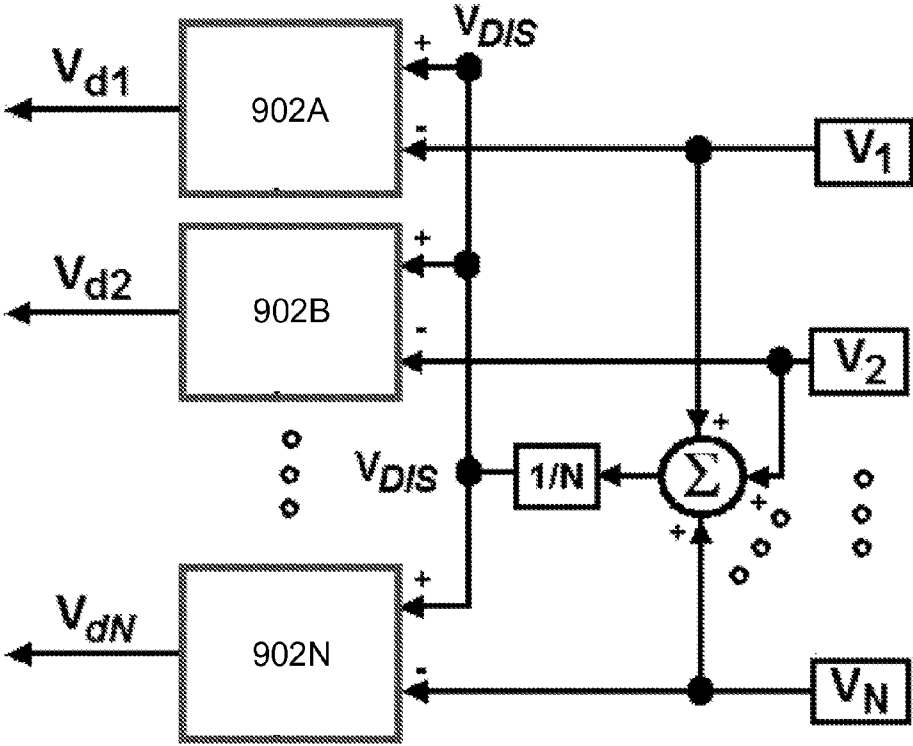 V_DIS
V_d1
+
902A
-
V_1
V_d2
+
902B
-
V_2
V_DIS
1/N
Σ
+
+
+
V_dN
+
902N
-
V_N